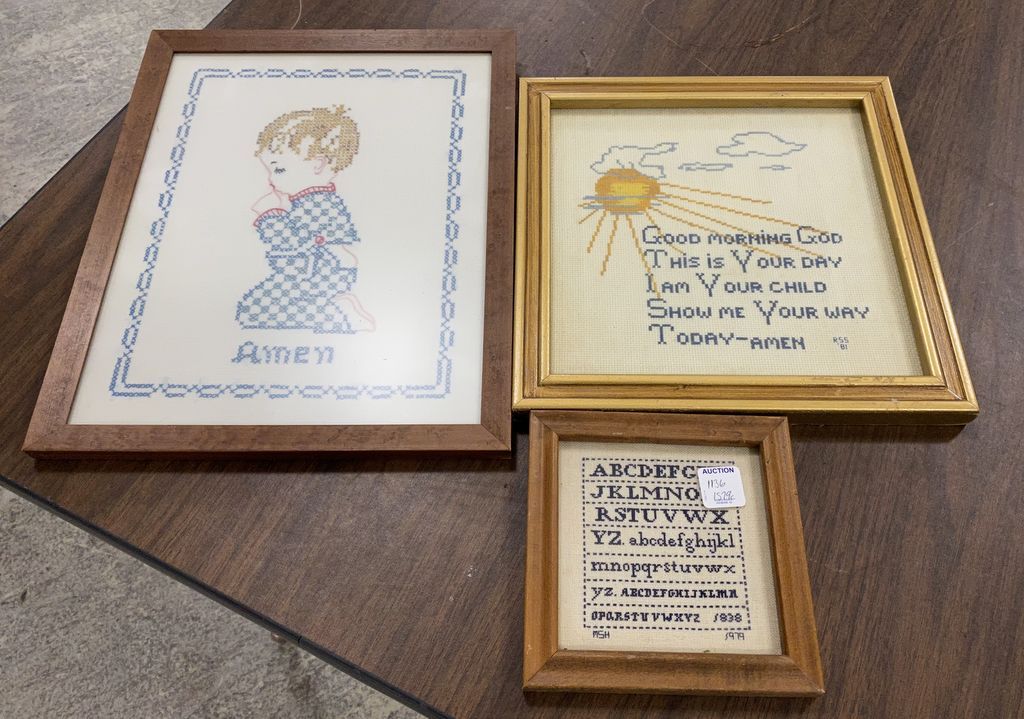 Amen
Good morning God
This is Your day
I am Your child
Show me Your way
Today-amen
RSS
'81
ABCDEFG
JKLMNO
RSTUVWX
YZ. abcdefghijkl
mnopqrstuvwx
yz. ABCDEFGHIJKLMN
OPQRSTUVWXYZ 1838
MSH 1979
AUCTION
1136